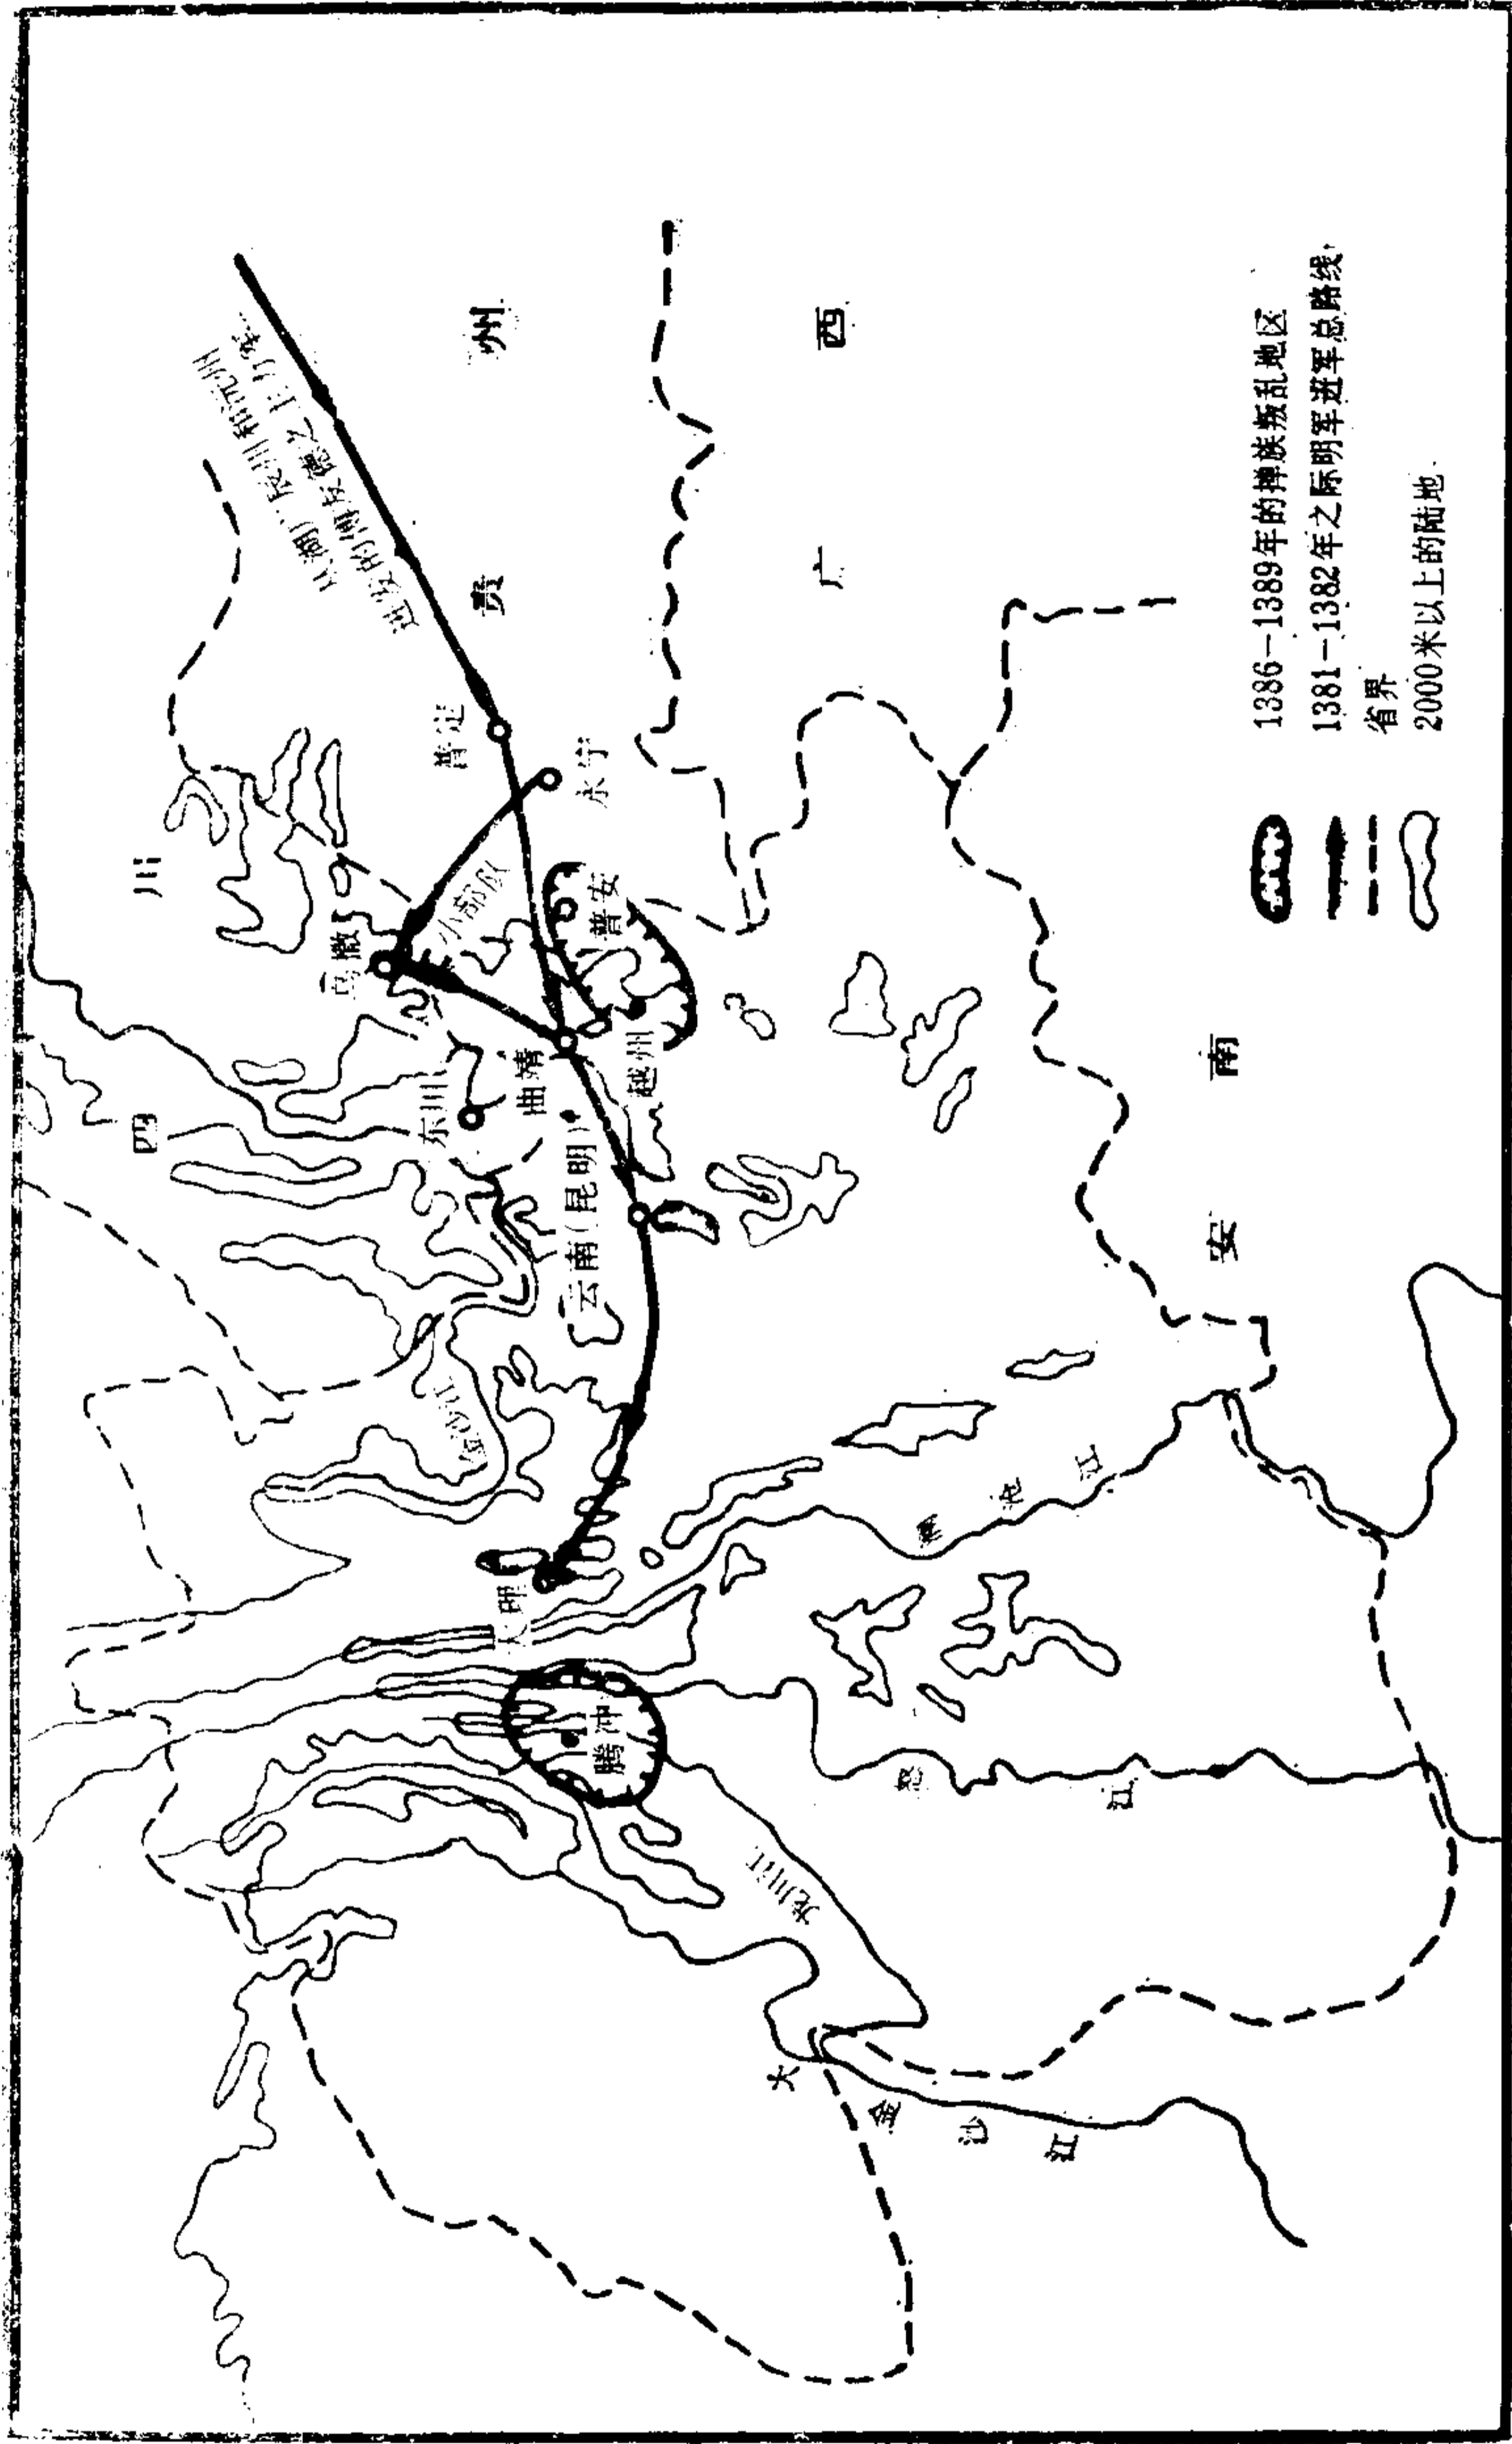 四川
贵州
广西
安南
普定
永宁
乌撒
小部队
普安
东川
曲靖
越州
云南(昆明)
金沙江
大理
腾冲
澜沧江
怒江
龙川江
大金沙江
从湖广辰州和沅州
进发的傅友德之主力军
1386－1389年的掸族叛乱地区
1381－1382年之际明军进军总路线
省界
2000米以上的陆地